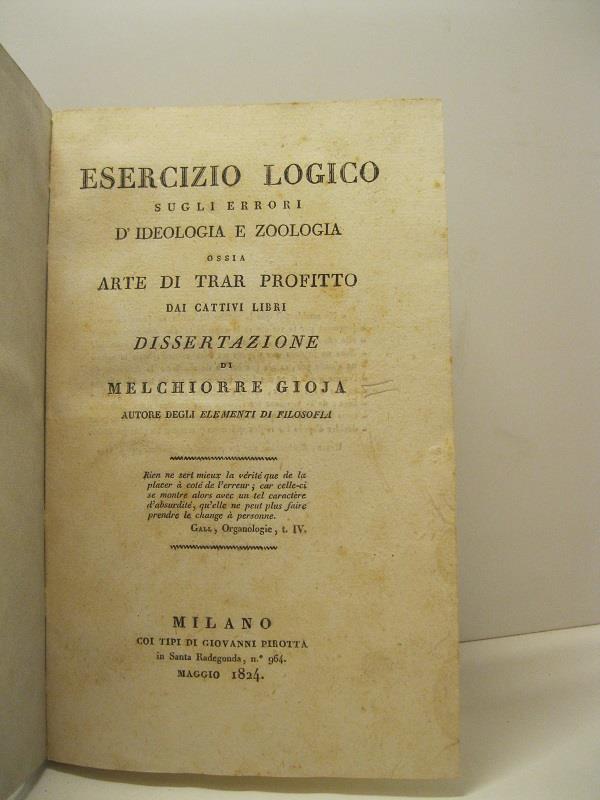 ESERCIZIO LOGICO
SUGLI ERRORI
D' IDEOLOGIA E ZOOLOGIA
OSSIA
ARTE DI TRAR PROFITTO
DAI CATTIVI LIBRI
DISSERTAZIONE
DI
MELCHIORRE GIOJA
AUTORE DEGLI ELEMENTI DI FILOSOFIA
Rien ne sert mieux la vérité que de la
placer à coté de l'erreur; car celle-ci
se montre alors avec un tel caractère
d'absurdité, qu'elle ne peut plus faire
prendre le change à personne.
GALL, Organologie, t. IV.
MILANO
COI TIPI DI GIOVANNI PIROTTA
in Santa Radegonda, n.° 964.
MAGGIO 1824.